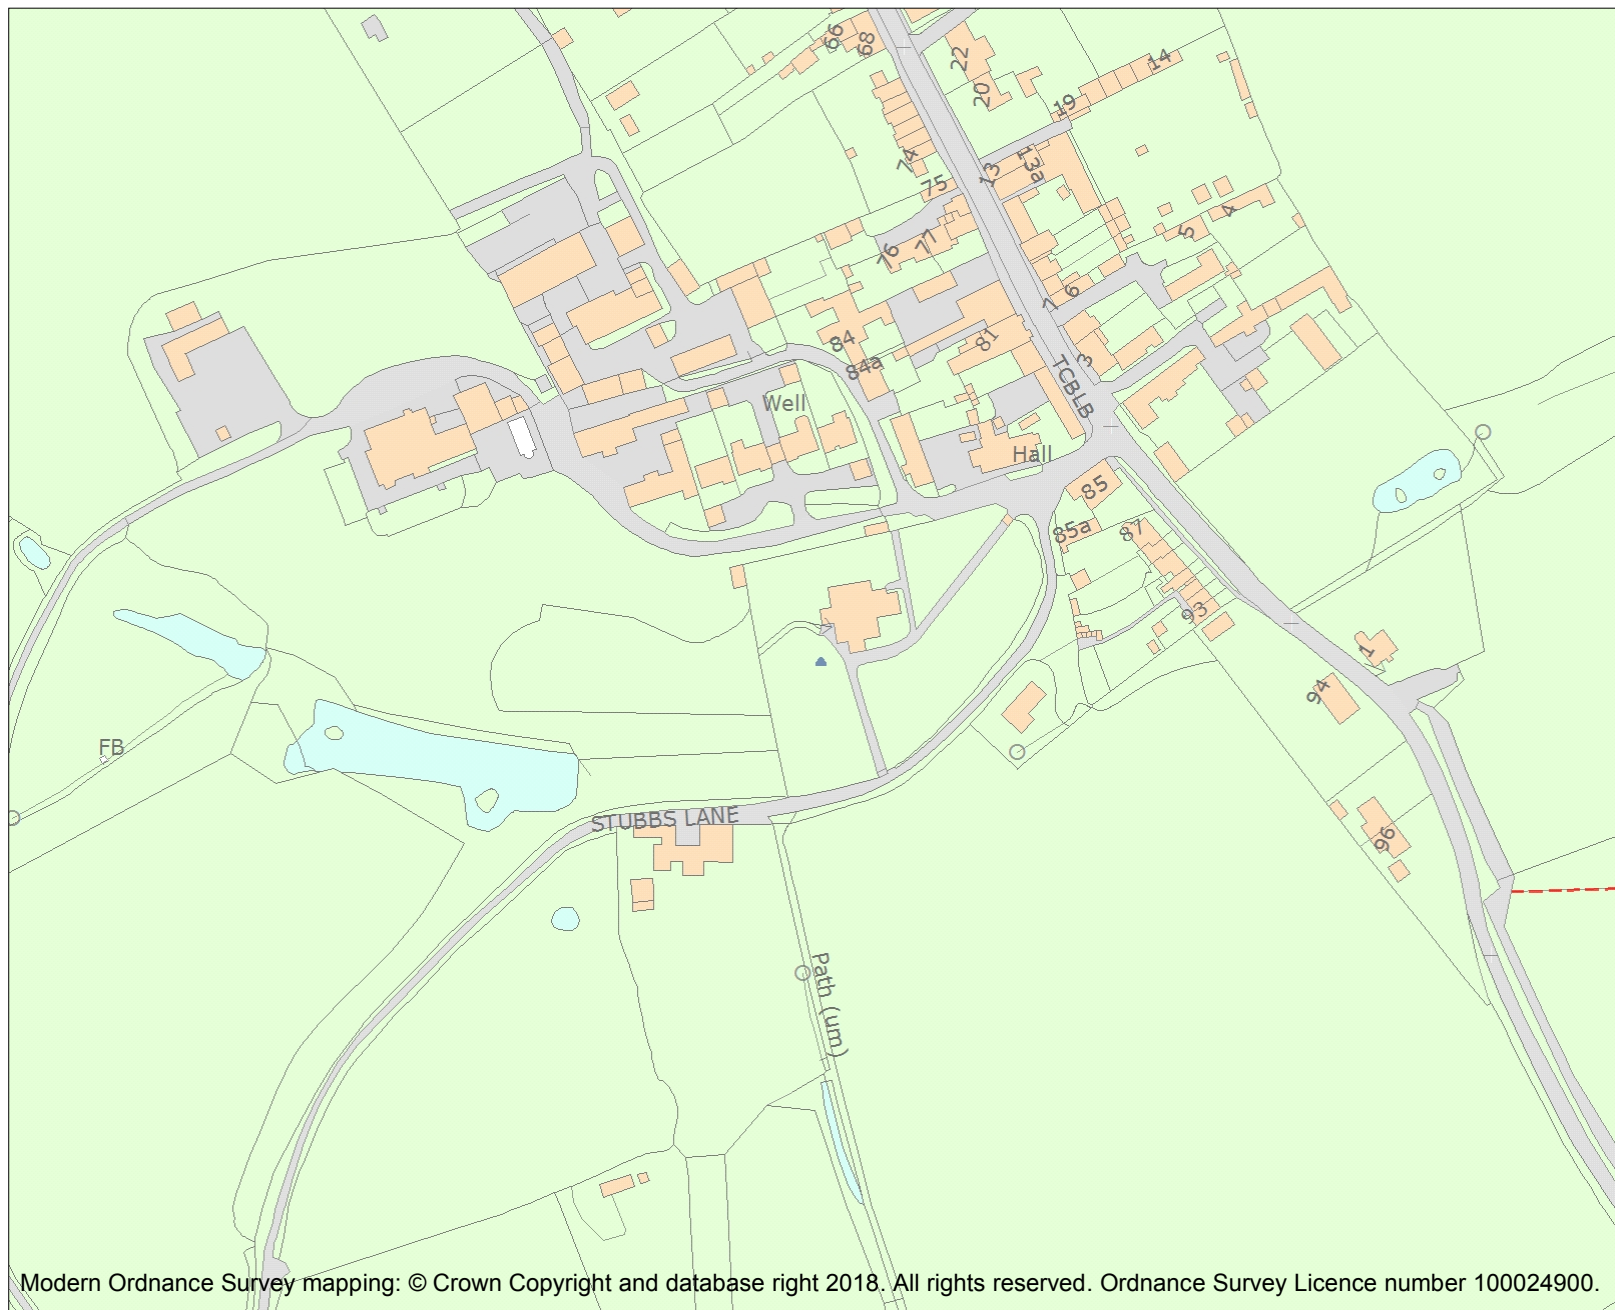 66
68
22
20
14
19
74
13
13a
75
76
77
5
4
7
6
84
84a
81
3
TCBLB
Well
Hall
85
85a
87
93
1
94
FB
STUBBS LANE
96
Path (um)
Modern Ordnance Survey mapping: © Crown Copyright and database right 2018. All rights reserved. Ordnance Survey Licence number 100024900.